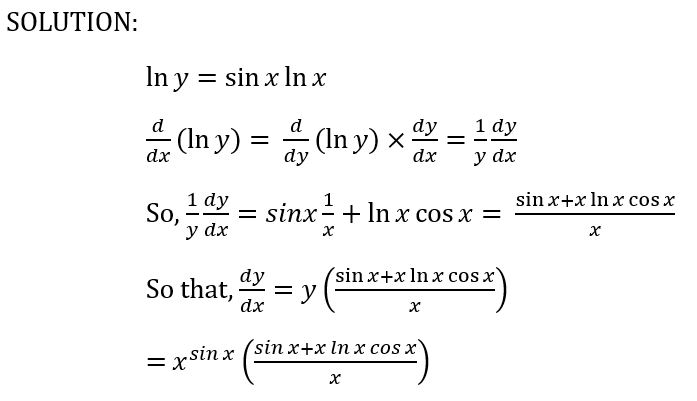 SOLUTION:
ln y = sin x ln x
d/dx (ln y) = d/dy (ln y) × dy/dx = 1/y dy/dx
So, 1/y dy/dx = sinx 1/x + ln x cos x = (sin x+x ln x cos x)/x
So that, dy/dx = y ((sin x+x ln x cos x)/x)
= x^(sin x) ((sin x+x ln x cos x)/x)